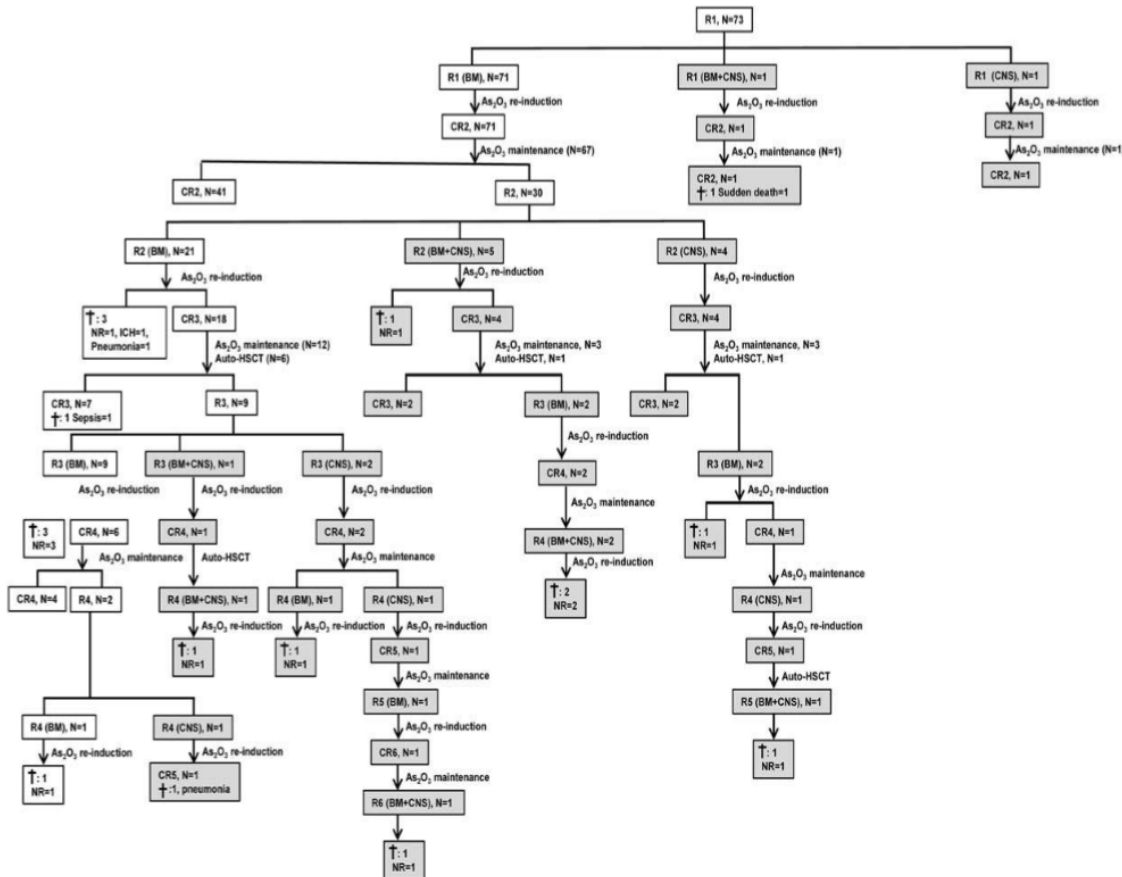 R1, N=73
R1 (BM), N=71
R1 (BM+CNS), N=1
R1 (CNS), N=1
As₂O₃ re-induction
As₂O₃ re-induction
As₂O₃ re-induction
CR2, N=71
CR2, N=1
CR2, N=1
As₂O₃ maintenance (N=67)
As₂O₃ maintenance (N=1)
As₂O₃ maintenance (N=1
CR2, N=41
R2, N=30
CR2, N=1
✝: 1 Sudden death=1
CR2, N=1
R2 (BM), N=21
R2 (BM+CNS), N=5
R2 (CNS), N=4
As₂O₃ re-induction
As₂O₃ re-induction
As₂O₃ re-induction
✝: 3
NR=1, ICH=1,
Pneumonia=1
CR3, N=18
✝: 1
NR=1
CR3, N=4
CR3, N=4
As₂O₃ maintenance (N=12)
Auto-HSCT (N=6)
As₂O₃ maintenance, N=3
Auto-HSCT, N=1
As₂O₃ maintenance, N=3
Auto-HSCT, N=1
CR3, N=7
✝: 1 Sepsis=1
R3, N=9
CR3, N=2
R3 (BM), N=2
CR3, N=2
As₂O₃ re-induction
R3 (BM), N=9
R3 (BM+CNS), N=1
R3 (CNS), N=2
CR4, N=2
R3 (BM), N=2
As₂O₃ re-induction
As₂O₃ re-induction
As₂O₃ re-induction
As₂O₃ maintenance
As₂O₃ re-induction
✝: 3
NR=3
CR4, N=6
CR4, N=1
CR4, N=2
R4 (BM+CNS), N=2
✝: 1
NR=1
CR4, N=1
As₂O₃ maintenance
Auto-HSCT
As₂O₃ maintenance
As₂O₃ re-induction
As₂O₃ maintenance
CR4, N=4
R4, N=2
R4 (BM+CNS), N=1
R4 (BM), N=1
R4 (CNS), N=1
✝: 2
NR=2
R4 (CNS), N=1
As₂O₃ re-induction
As₂O₃ re-induction
As₂O₃ re-induction
As₂O₃ re-induction
✝: 1
NR=1
✝: 1
NR=1
CR5, N=1
CR5, N=1
As₂O₃ maintenance
Auto-HSCT
R4 (BM), N=1
R4 (CNS), N=1
R5 (BM), N=1
R5 (BM+CNS), N=1
As₂O₃ re-induction
As₂O₃ re-induction
As₂O₃ re-induction
✝: 1
NR=1
CR5, N=1
✝:1, pneumonia
CR6, N=1
✝: 1
NR=1
As₂O₃ maintenance
R6 (BM+CNS), N=1
✝: 1
NR=1